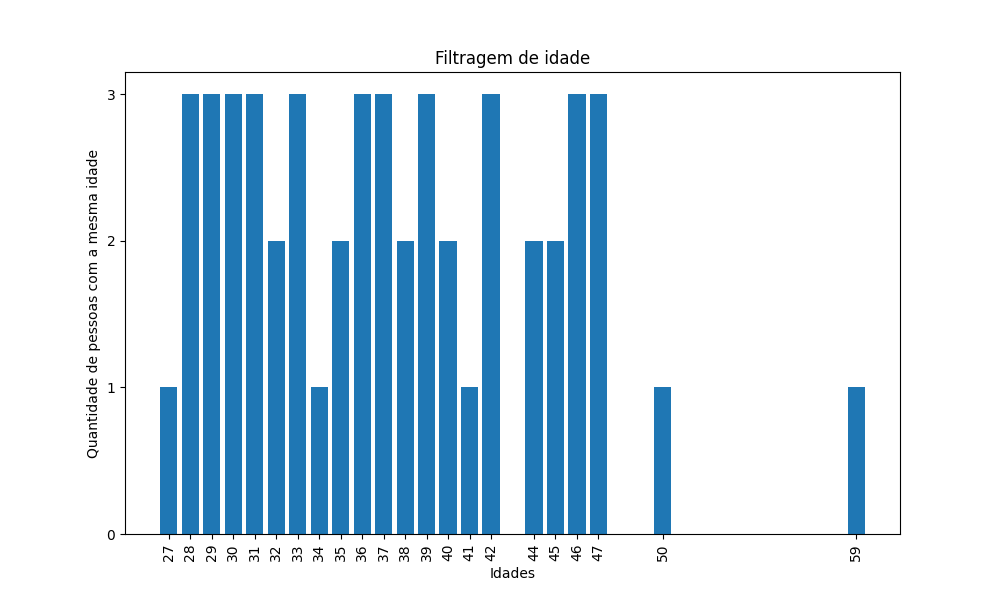 Filtragem de idade
Quantidade de pessoas com a mesma idade
3
2
1
0
27 28 29 30 31 32 33 34 35 36 37 38 39 40 41 42 44 45 46 47 50 59
Idades